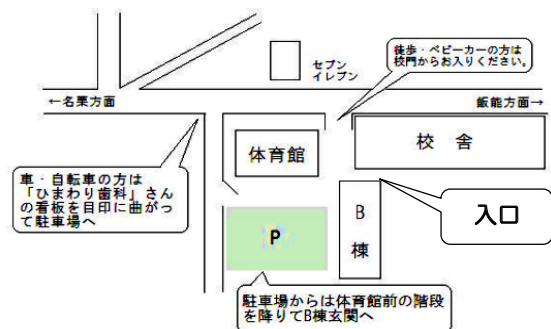 セブン
イレブン
徒歩・ベビーカーの方は
校門からお入りください。
←名栗方面
飯能方面→
体育館
校 舎
車・自転車の方は
「ひまわり歯科」さん
の看板を目印に曲がっ
て駐車場へ
B
棟
入口
P
駐車場からは体育館前の階段
を降りてB棟玄関へ